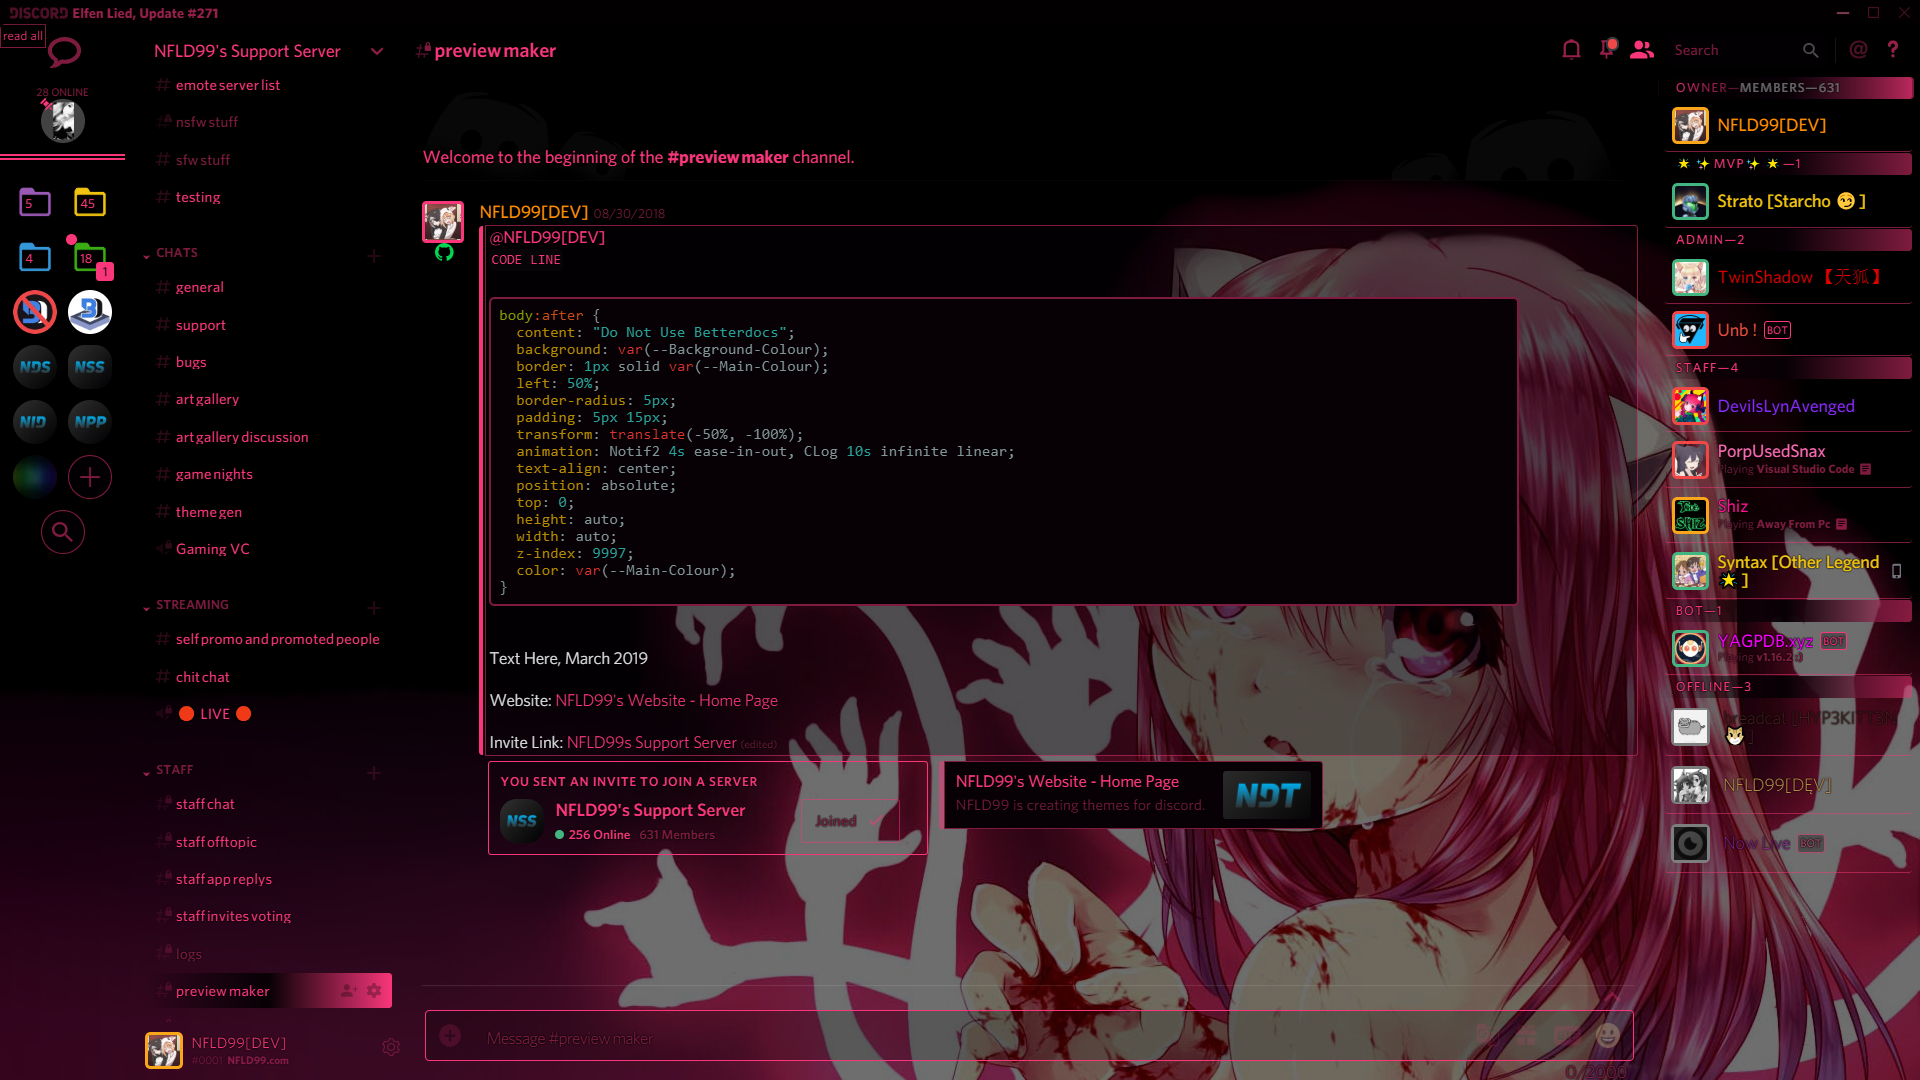 DISCORD Elfen Lied, Update #271
read all
28 ONLINE
5
45
4
18
1
NDS
NSS
NID
NPP
NFLD99's Support Server
emote server list
nsfw stuff
sfw stuff
testing
CHATS
general
support
bugs
art gallery
art gallery discussion
game nights
theme gen
Gaming VC
STREAMING
self promo and promoted people
chit chat
LIVE
STAFF
staff chat
staff offtopic
staff app replys
staff invites voting
logs
preview maker
NFLD99[DEV]
#0001 NFLD99.com
# preview maker
Search
Welcome to the beginning of the #preview maker channel.
NFLD99[DEV] 08/30/2018
@NFLD99[DEV]
CODE LINE
body:after {
content: "Do Not Use Betterdocs";
background: var(--Background-Colour);
border: 1px solid var(--Main-Colour);
left: 50%;
border-radius: 5px;
padding: 5px 15px;
transform: translate(-50%, -100%);
animation: Notif2 4s ease-in-out, CLog 10s infinite linear;
text-align: center;
position: absolute;
top: 0;
height: auto;
width: auto;
z-index: 9997;
color: var(--Main-Colour);
}
Text Here, March 2019
Website: NFLD99's Website - Home Page
Invite Link: NFLD99s Support Server (edited)
YOU SENT AN INVITE TO JOIN A SERVER
NSS
NFLD99's Support Server
256 Online 631 Members
Joined
NFLD99's Website - Home Page
NFLD99 is creating themes for discord.
NDT
Message #preview maker
0/2000
OWNER—MEMBERS—631
NFLD99[DEV]
MVP—1
Strato [Starcho 😏]
ADMIN—2
TwinShadow 【天狐】
Unb ! BOT
STAFF—4
DevilsLynAvenged
PorpUsedSnax
Playing Visual Studio Code
The SHIZ
Shiz
Playing Away From Pc
Syntax [Other Legend
]
BOT—1
YAGPDB.xyz BOT
Playing v1.16.2
OFFLINE—3
NFLD99[DEV]
Now Live BOT